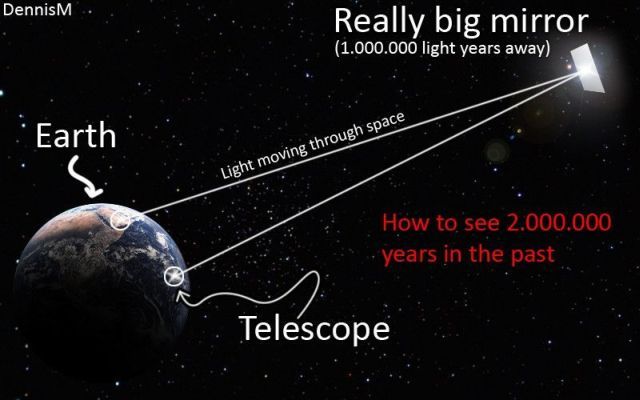 DennisM
Really big mirror
(1.000.000 light years away)
Earth
Light moving through space
How to see 2.000.000
years in the past
Telescope